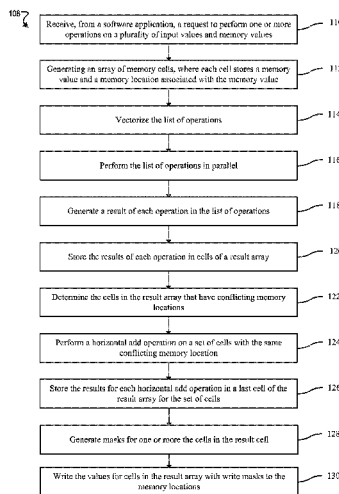 108
Receive, from a software application, a request to perform one or more
operations on a plurality of input values and memory values
Generating an array of memory cells, where each cell stores a memory
value and a memory location associated with the memory value
Vectorize the list of operations
114
Perform the list of operations in parallel
116
Generate a result of each operation in the list of operations
118
Store the results of each operation in cells of a result array
120
Determine the cells in the result array that have conflicting memory
locations
122
Perform a horizontal add operation on a set of cells with the same
conflicting memory location
124
Store the results for each horizontal add operation in a last cell of the
result array for the set of cells
126
Generate masks for one or more the cells in the result cell
128
Write the values for cells in the result array with write masks to the
memory locations
130